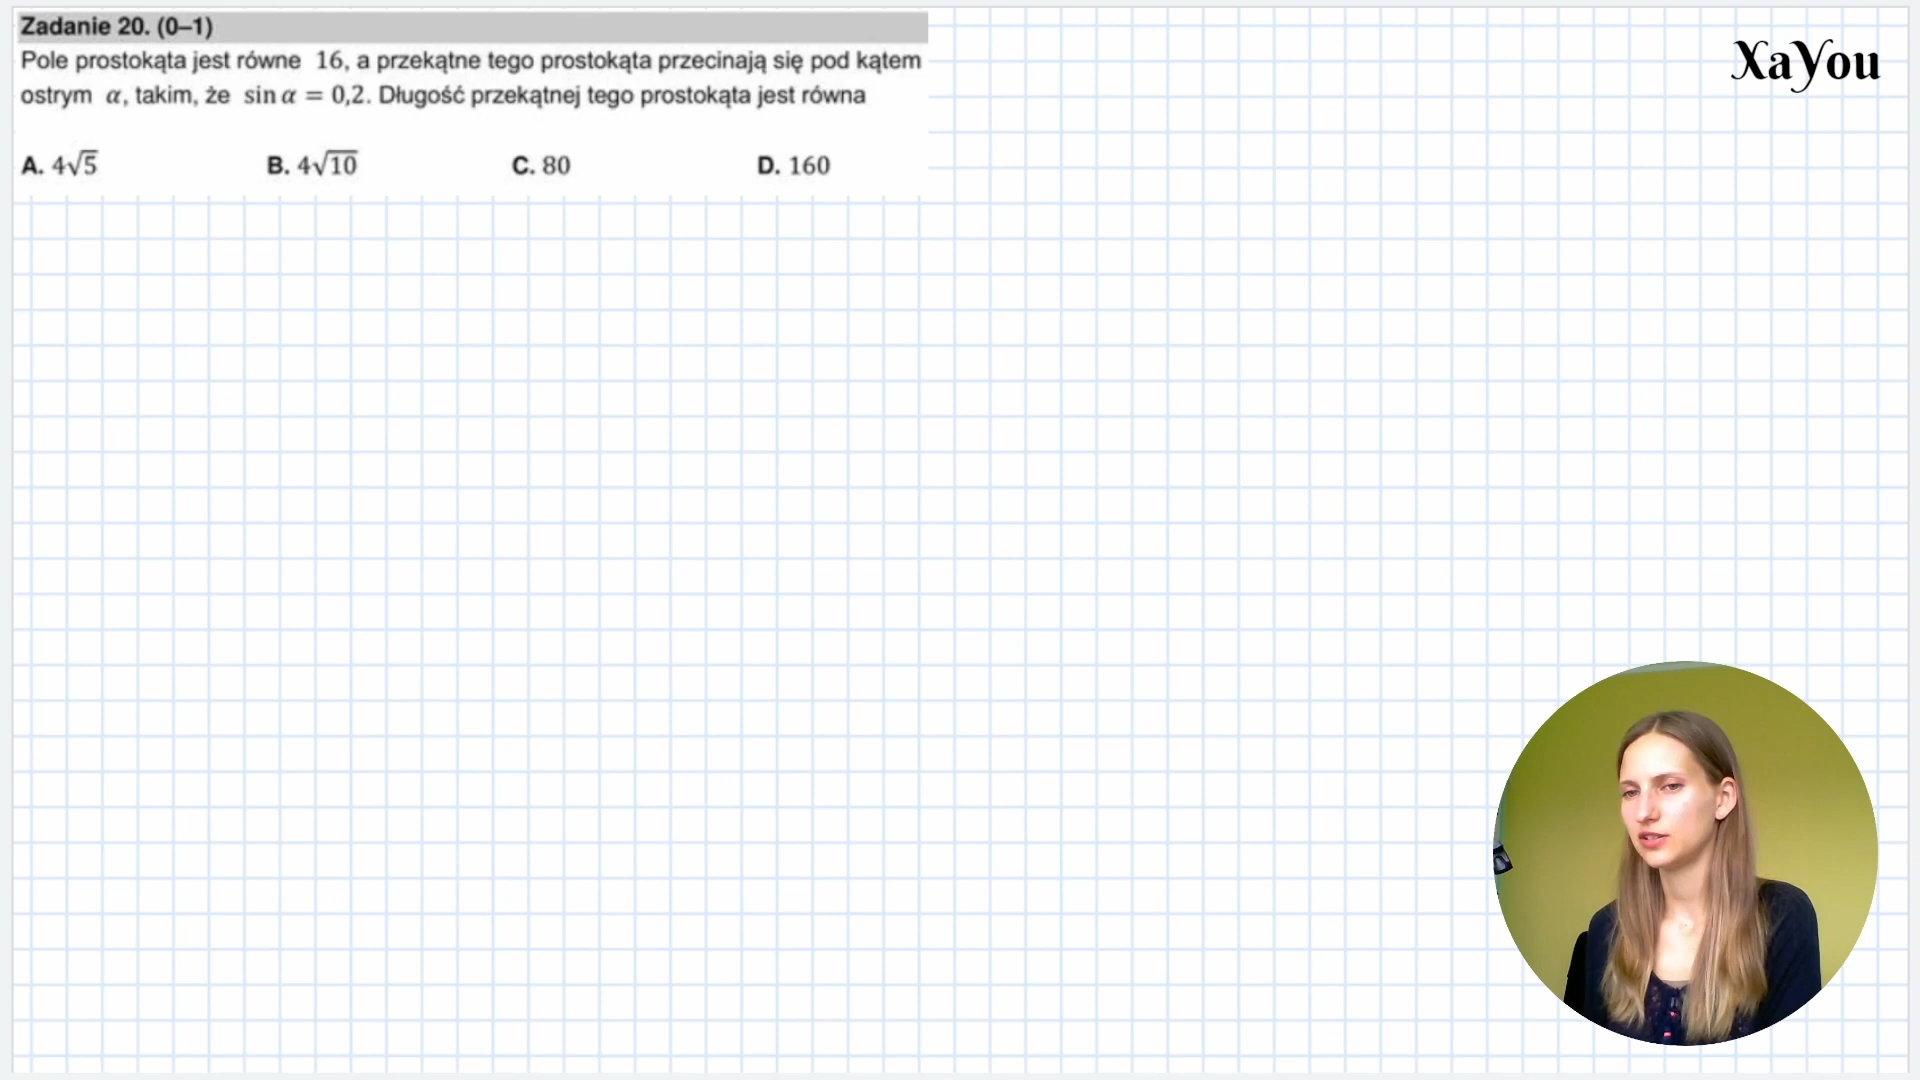 Zadanie 20. (0–1)
XaYou
Pole prostokąta jest równe 16, a przekątne tego prostokąta przecinają się pod kątem
ostrym α, takim, że sin α = 0,2. Długość przekątnej tego prostokąta jest równa
A. 4√5 B. 4√10 C. 80 D. 160